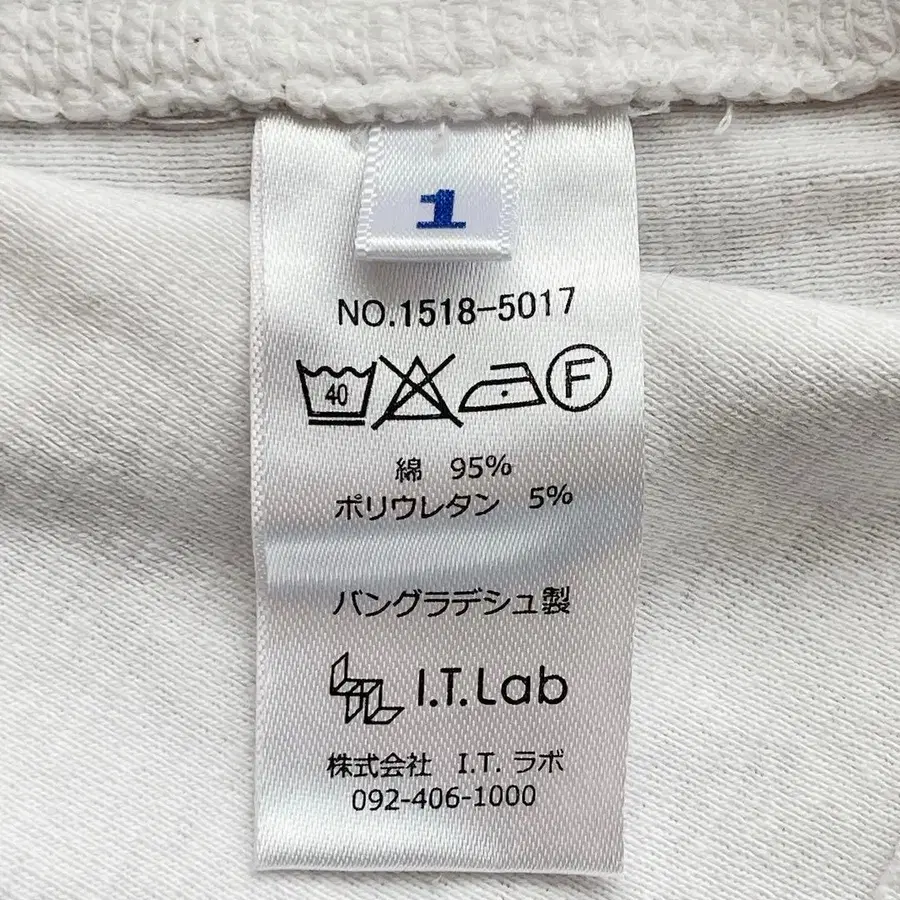 1
NO.1518-5017
40 F
綿 95%
ポリウレタン 5%
バングラデシュ製
I.T.Lab
株式会社 I.T. ラボ
092-406-1000